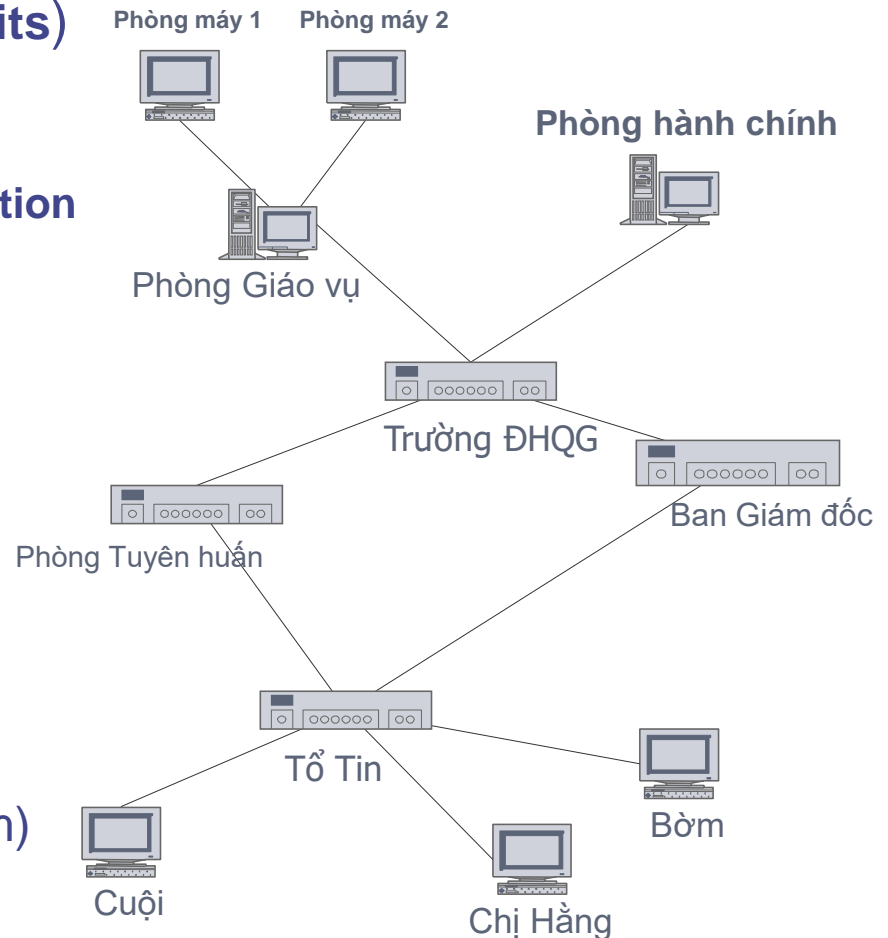 its)
Phòng máy 1 Phòng máy 2
Phòng hành chính
tion
Phòng Giáo vụ
Trường ĐHQG
Ban Giám đốc
Phòng Tuyên huấn
Tổ Tin
Bờm
n)
Cuội
Chị Hằng